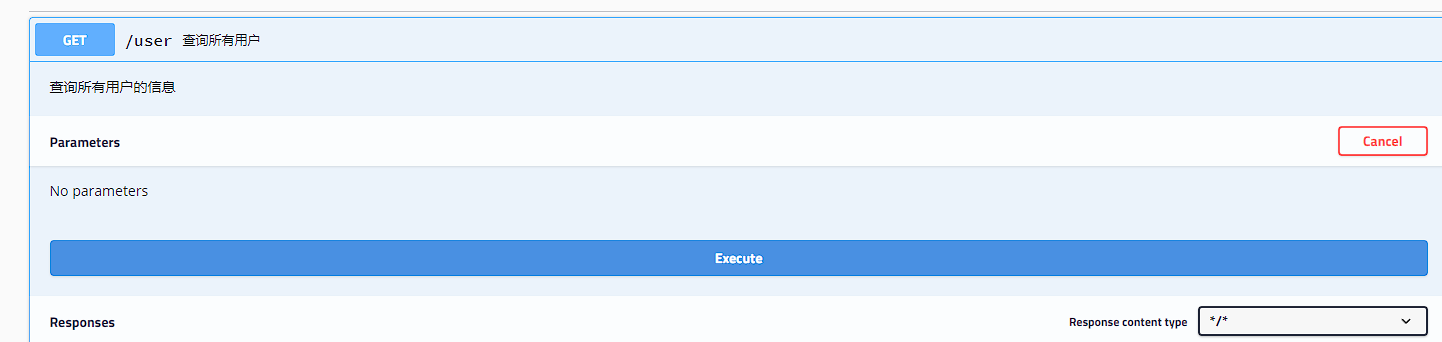 GET /user 查询所有用户
查询所有用户的信息
Parameters Cancel
No parameters
Execute
Responses Response content type */*